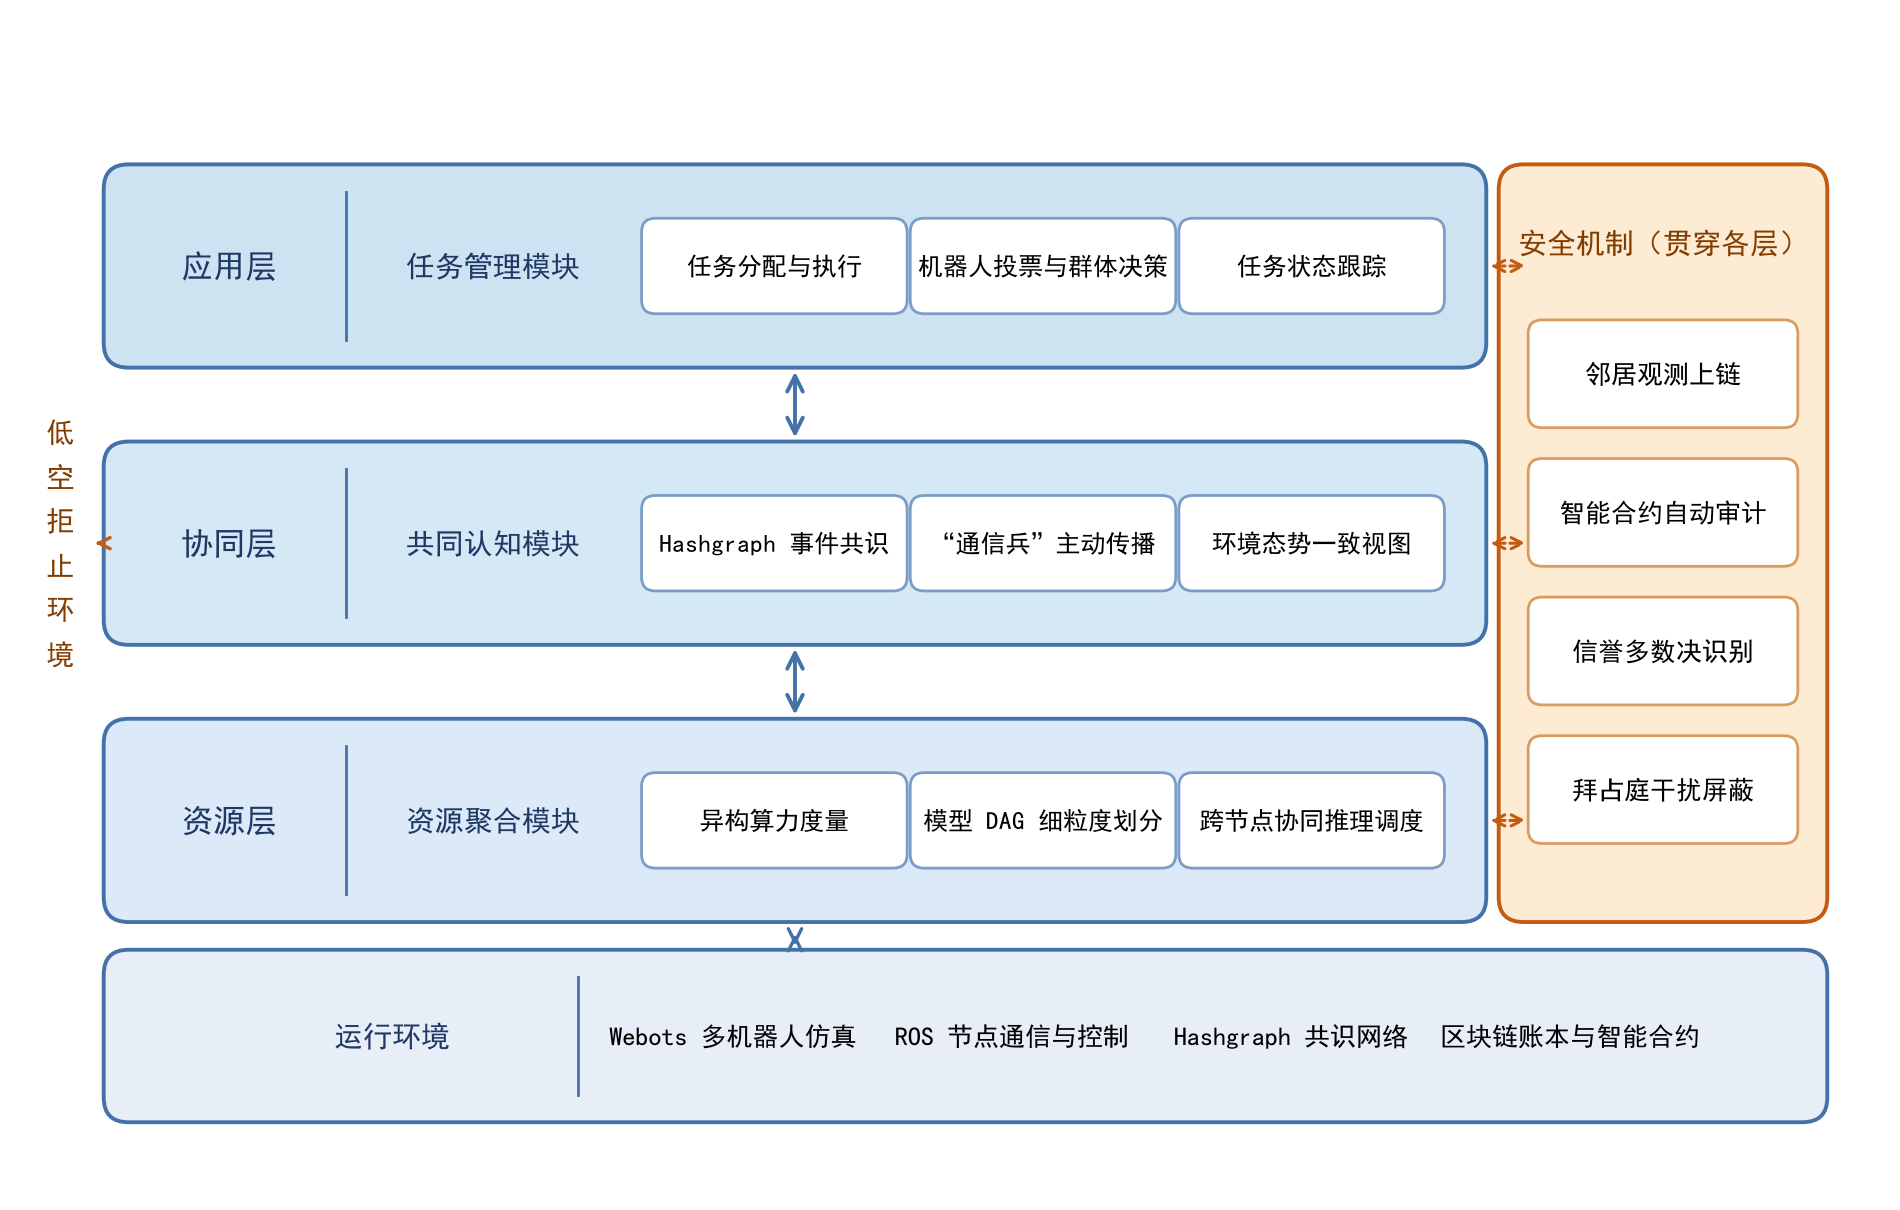 应用层
任务管理模块
任务分配与执行
机器人投票与群体决策
任务状态跟踪
低空拒止环境
协同层
共同认知模块
Hashgraph 事件共识
“通信兵”主动传播
环境态势一致视图
资源层
资源聚合模块
异构算力度量
模型 DAG 细粒度划分
跨节点协同推理调度
安全机制（贯穿各层）
邻居观测上链
智能合约自动审计
信誉多数决识别
拜占庭干扰屏蔽
运行环境
Webots 多机器人仿真
ROS 节点通信与控制
Hashgraph 共识网络
区块链账本与智能合约